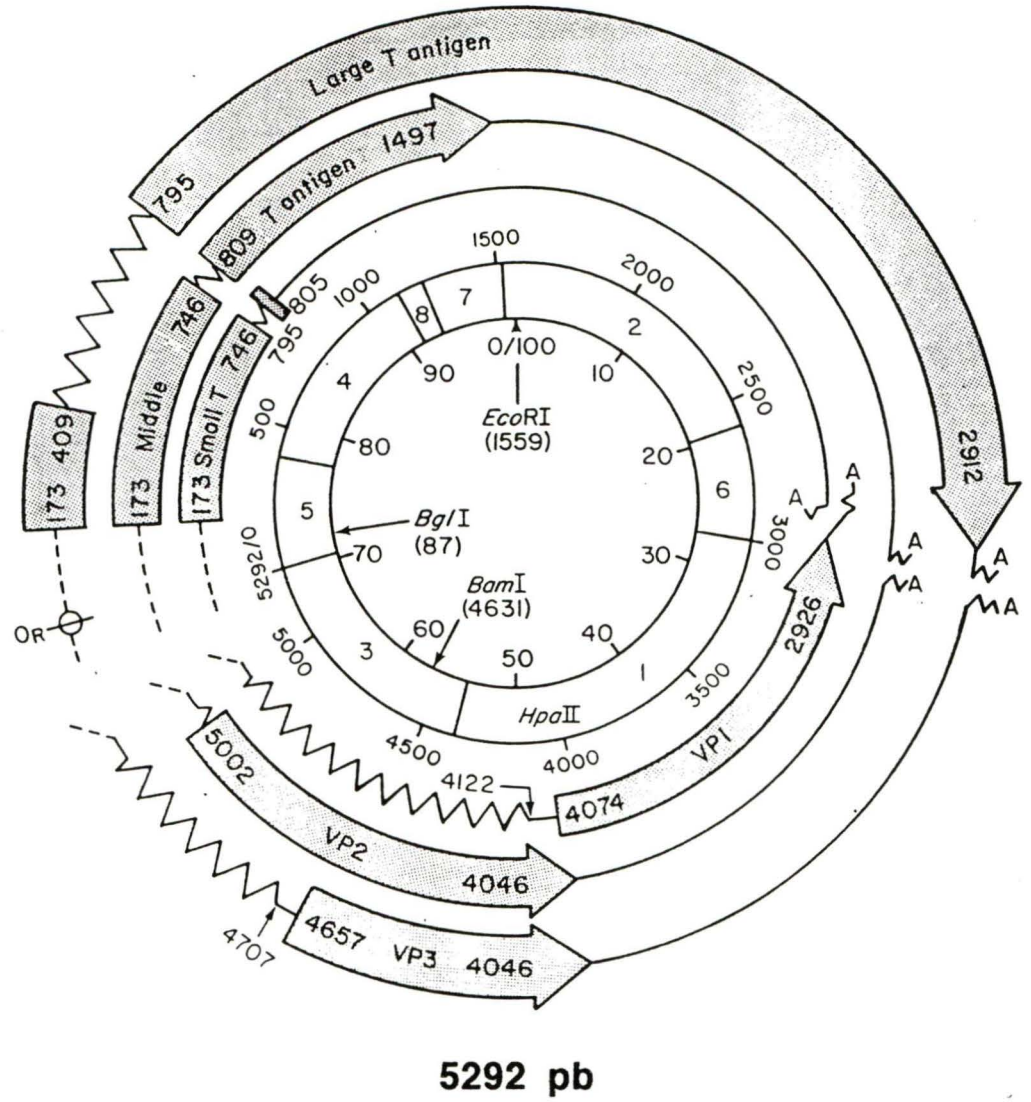 Large T antigen
795
2912
409
173
T antigen
1497
809
746
Middle
173
805
795
746
Small T
173
1500
2000
2500
3000
3500
4000
4500
5000
5292/0
500
1000
7
8
2
4
6
5
3
1
HpaII
0/100
10
20
30
40
50
60
70
80
90
EcoRI
(1559)
BglI
(87)
BamI
(4631)
A
A
A
A
A
A
OR
2926
VP1
4074
4122
5002
VP2
4046
4707
4657 VP3 4046
5292 pb